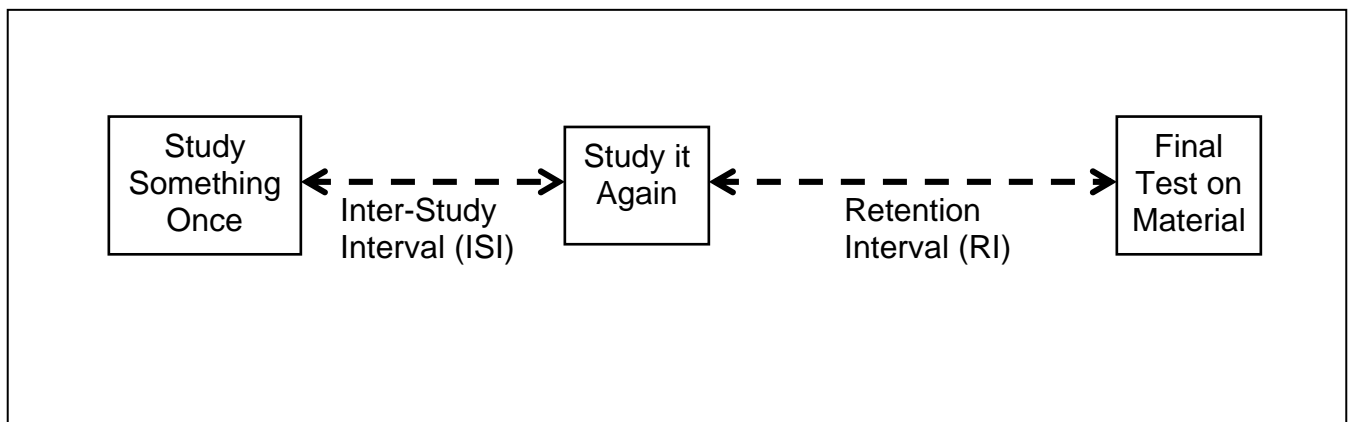 Study
Something
Once
Inter-Study
Interval (ISI)
Study it
Again
Retention
Interval (RI)
Final
Test on
Material